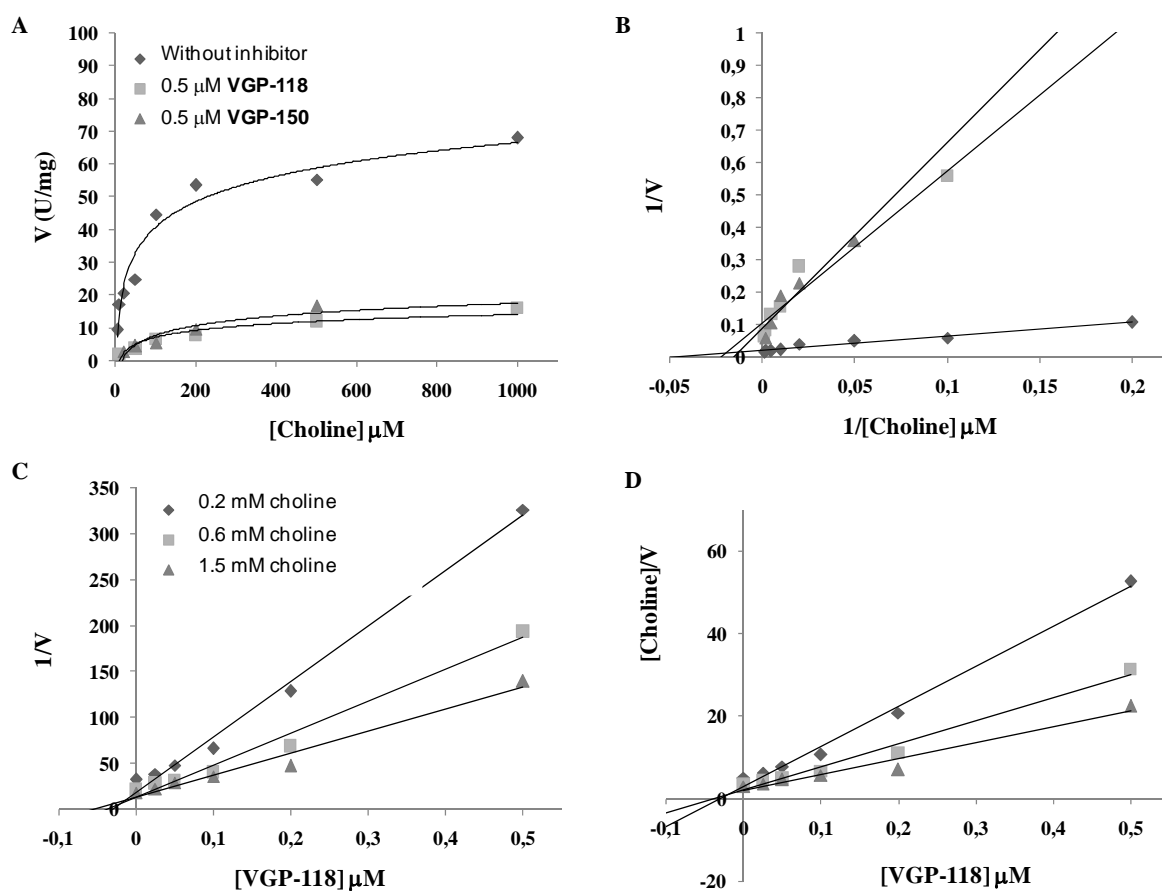 A
V (U/mg)
80
70
60
50
40
30
20
10
0
Without inhibitor
0.5 μM VGP-118
0.5 μM VGP-150
0 200 400 600 800 1000
[Choline] μM
B
1/V
1
0,9
0,8
0,7
0,6
0,5
0,4
0,3
0,2
0,1
0
-0,05 0 0,05 0,1 0,15 0,2
1/[Choline] μM
C
1/V
350
300
250
200
150
100
50
0
0.2 mM choline
0.6 mM choline
1.5 mM choline
-0,1 0 0,1 0,2 0,3 0,4 0,5
[VGP-118] μM
D
[Choline]/V
60
40
20
0
-20
-0,1 0 0,1 0,2 0,3 0,4 0,5
[VGP-118] μM